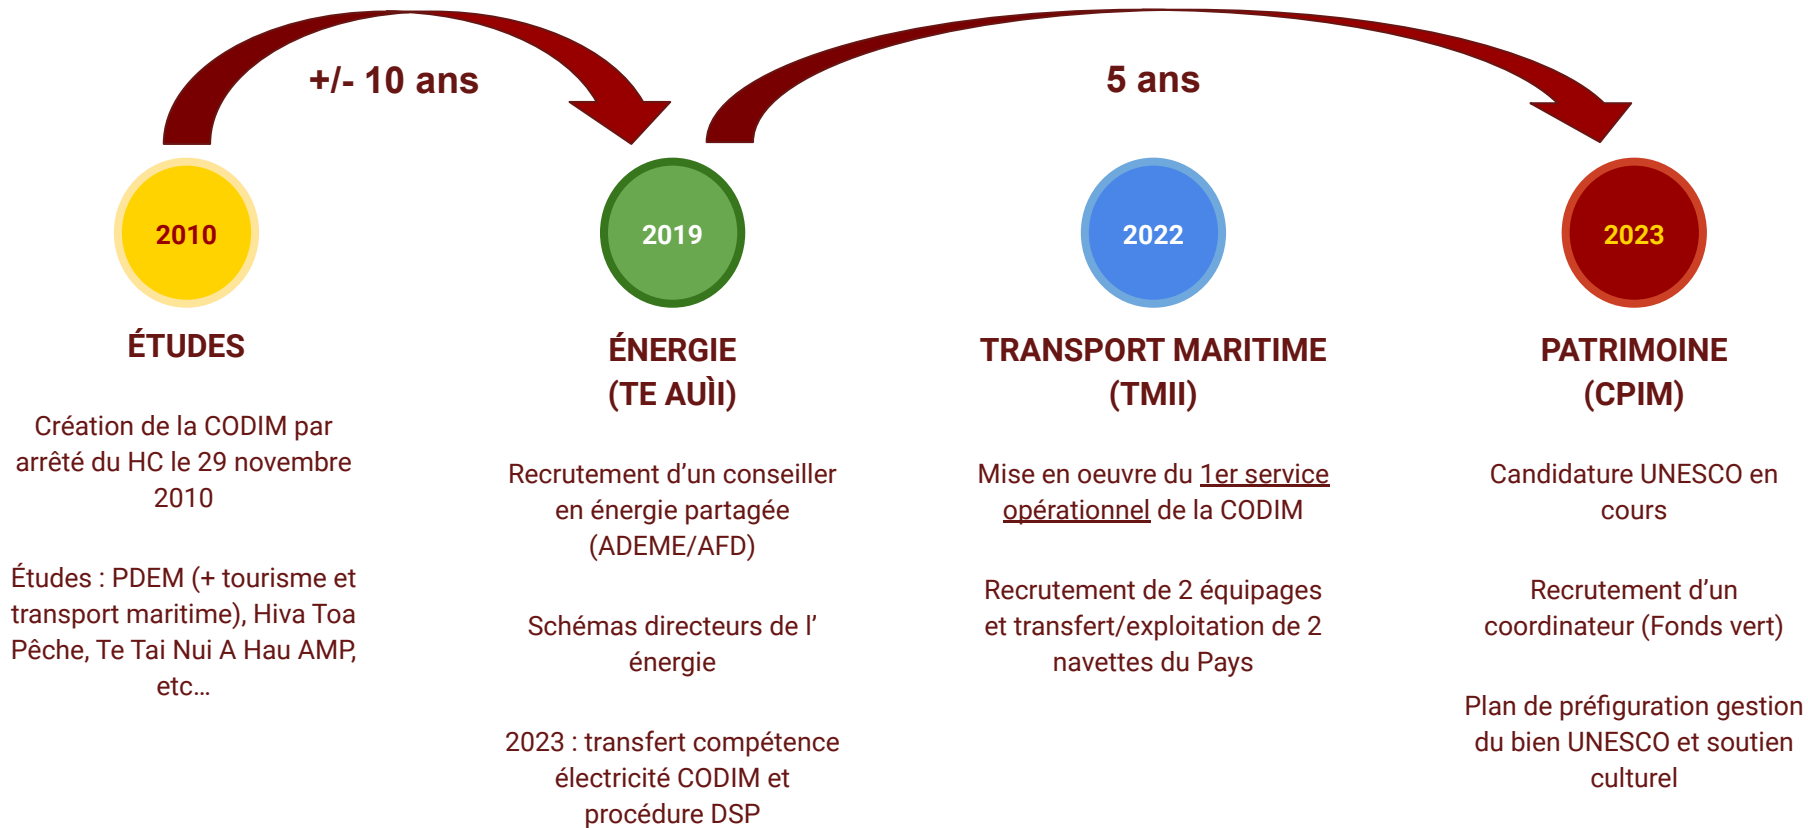 +/- 10 ans
5 ans
2010
ÉTUDES
Création de la CODIM par
arrêté du HC le 29 novembre
2010
Études : PDEM (+ tourisme et
transport maritime), Hiva Toa
Pêche, Te Tai Nui A Hau AMP,
etc...
2019
ÉNERGIE
(TE AUÌI)
Recrutement d’un conseiller
en énergie partagée
(ADEME/AFD)
Schémas directeurs de l’
énergie
2023 : transfert compétence
électricité CODIM et
procédure DSP
2022
TRANSPORT MARITIME
(TMII)
Mise en oeuvre du 1er service
opérationnel de la CODIM
Recrutement de 2 équipages
et transfert/exploitation de 2
navettes du Pays
2023
PATRIMOINE
(CPIM)
Candidature UNESCO en
cours
Recrutement d’un
coordinateur (Fonds vert)
Plan de préfiguration gestion
du bien UNESCO et soutien
culturel